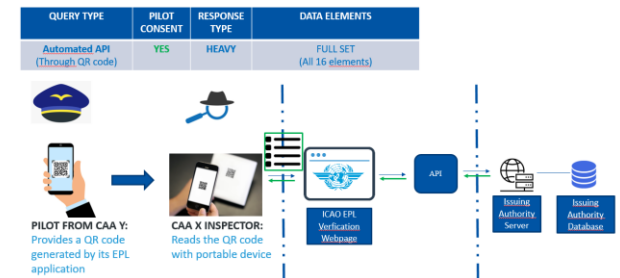 QUERY TYPE
PILOT
CONSENT
RESPONSE
TYPE
DATA ELEMENTS
Automated API
(Through QR code)
YES
HEAVY
FULL SET
(All 16 elements)
PILOT FROM CAA Y:
Provides a QR code
generated by its EPL
application
CAA X INSPECTOR:
Reads the QR code
with portable device
ICAO EPL
Verfication
Webpage
API
Issuing
Authority
Server
Issuing
Authority
Database